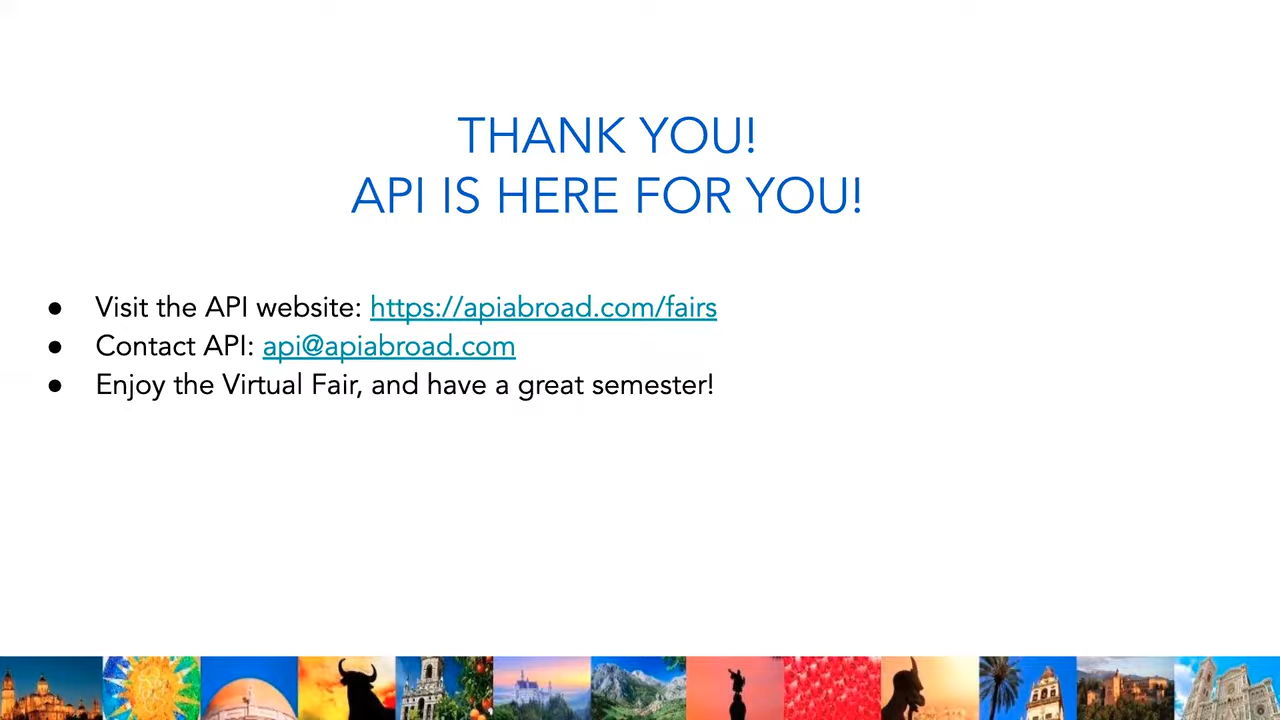 THANK YOU!
API IS HERE FOR YOU!
● Visit the API website: https://apiabroad.com/fairs
● Contact API: api@apiabroad.com
● Enjoy the Virtual Fair, and have a great semester!